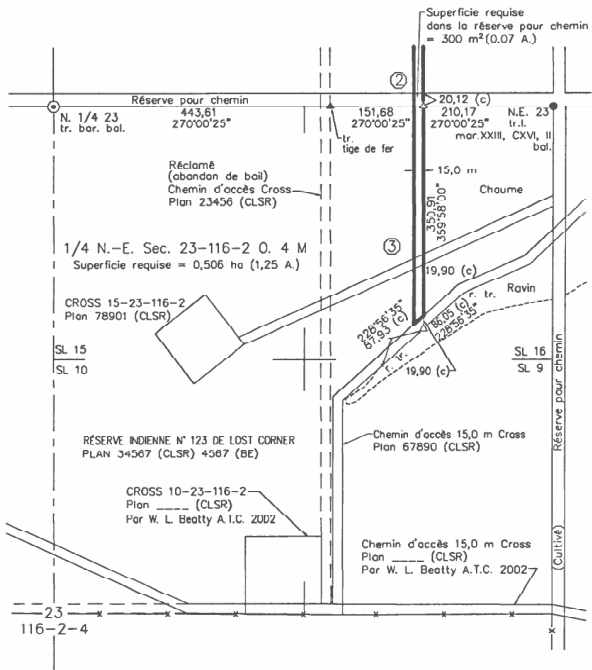 Superficie requise
dans la réserve pour chemin
= 300 m² (0.07 A.)
2
Réserve pour chemin
20,12 (c)
N. 1/4 23
tr. bor. bal.
443,61
270°00'25"
151,68
270°00'25"
210,17
270°00'25"
N.E. 23
tr.l.
mar.XXIII, CXVI, II
bal.
tr.
tige de fer
Réclamé
(abandan de bail)
Chemin d'accès Cross
Plan 23456 (CLSR)
15,0 m
Chaume
350,91
359°58'00"
1/4 N.-E. Sec. 23-116-2 O. 4 M
Superficie requise = 0,506 ha (1,25 A.)
3
19,90 (c)
CROSS 15-23-116-2
Plan 78901 (CLSR)
r. tr.
Ravin
228°56'35"
87,93 (c)
86,05 (c)
228°56'35"
SL 15
SL 10
r. tr.
19,90 (c)
SL 16
SL 9
Réserve pour chemin
RÉSERVE INDIENNE N° 123 DE LOST CORNER
PLAN 34567 (CLSR) 4567 (BE)
Chemin d'accès 15,0 m Cross
Plan 67890 (CLSR)
CROSS 10-23-116-2
Plan ____ (CLSR)
Par W. L. Beatty A.T.C. 2002
Chemin d'accès 15,0 m Cross
Plan ____ (CLSR)
Par W. L. Beatty A.T.C. 2002
(Cultivé)
23
116-2-4